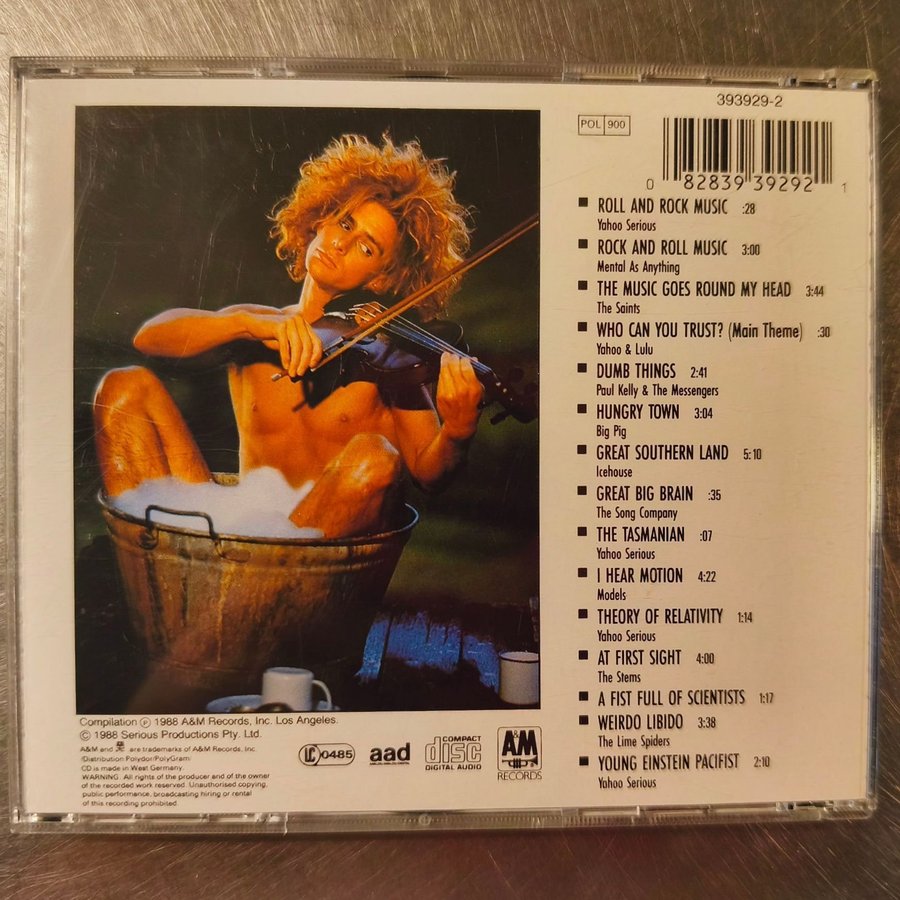 393929-2
POL 900
0 82839 39292 1
ROLL AND ROCK MUSIC :28
Yahoo Serious
ROCK AND ROLL MUSIC 3:00
Mental As Anything
THE MUSIC GOES ROUND MY HEAD 3:44
The Saints
WHO CAN YOU TRUST? (Main Theme) :30
Yahoo & Lulu
DUMB THINGS 2:41
Paul Kelly & The Messengers
HUNGRY TOWN 3:04
Big Pig
GREAT SOUTHERN LAND 5:10
Icehouse
GREAT BIG BRAIN :35
The Song Company
THE TASMANIAN :07
Yahoo Serious
I HEAR MOTION 4:22
Models
THEORY OF RELATIVITY 1:14
Yahoo Serious
AT FIRST SIGHT 4:00
The Stems
A FIST FULL OF SCIENTISTS 1:17
WEIRDO LIBIDO 3:38
The Lime Spiders
YOUNG EINSTEIN PACIFIST 2:10
Yahoo Serious
Compilation ℗ 1988 A&M Records, Inc. Los Angeles.
© 1988 Serious Productions Pty. Ltd.
A&M and are trademarks of A&M Records, Inc.
/Distribution Polydor/PolyGram/
CD is made in West Germany.
WARNING: All rights of the producer and of the owner
of the recorded work reserved. Unauthorised copying,
public performance, broadcasting hiring or rental
of this recording prohibited.
LC 0485
aad
COMPACT
disc
DIGITAL AUDIO
A&M
RECORDS